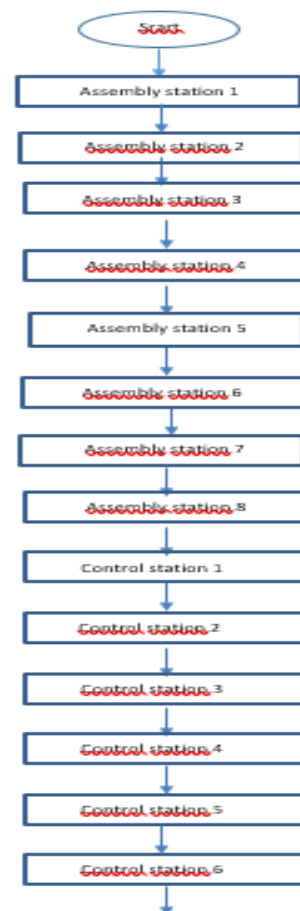 Start
Assembly station 1
Assembly station 2
Assembly station 3
Assembly station 4
Assembly station 5
Assembly station 6
Assembly station 7
Assembly station 8
Control station 1
Control station 2
Control station 3
Control station 4
Control station 5
Control station 6